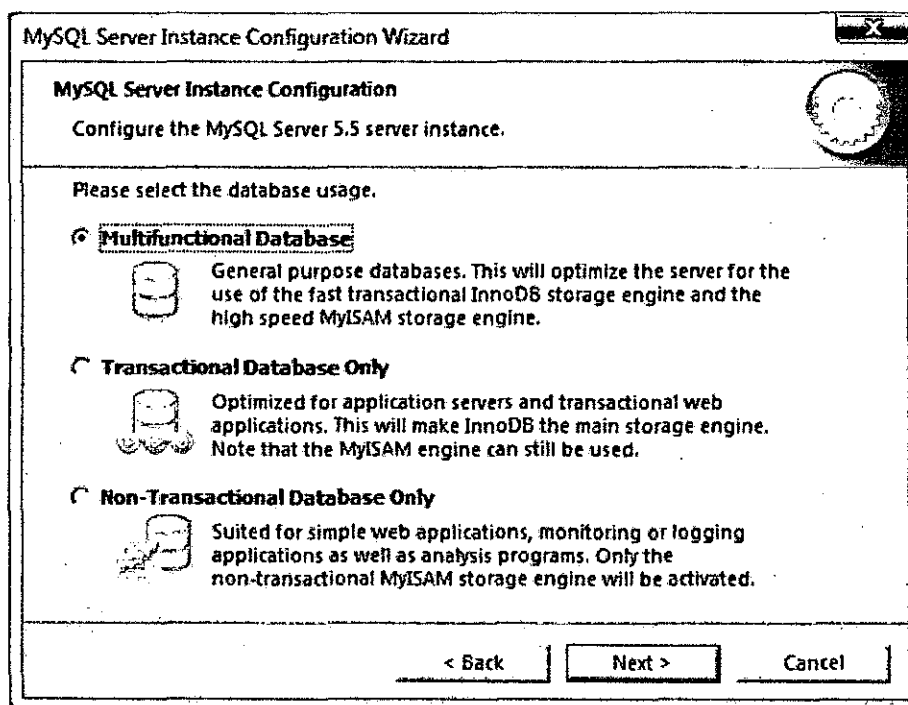 MySQL Server Instance Configuration Wizard
MySQL Server Instance Configuration
Configure the MySQL Server 5.5 server instance.
Please select the database usage.
Multifunctional Database
General purpose databases. This will optimize the server for the
use of the fast transactional InnoDB storage engine and the
high speed MyISAM storage engine.
Transactional Database Only
Optimized for application servers and transactional web
applications. This will make InnoDB the main storage engine.
Note that the MyISAM engine can still be used.
Non-Transactional Database Only
Suited for simple web applications, monitoring or logging
applications as well as analysis programs. Only the
non-transactional MyISAM storage engine will be activated.
< Back Next > Cancel